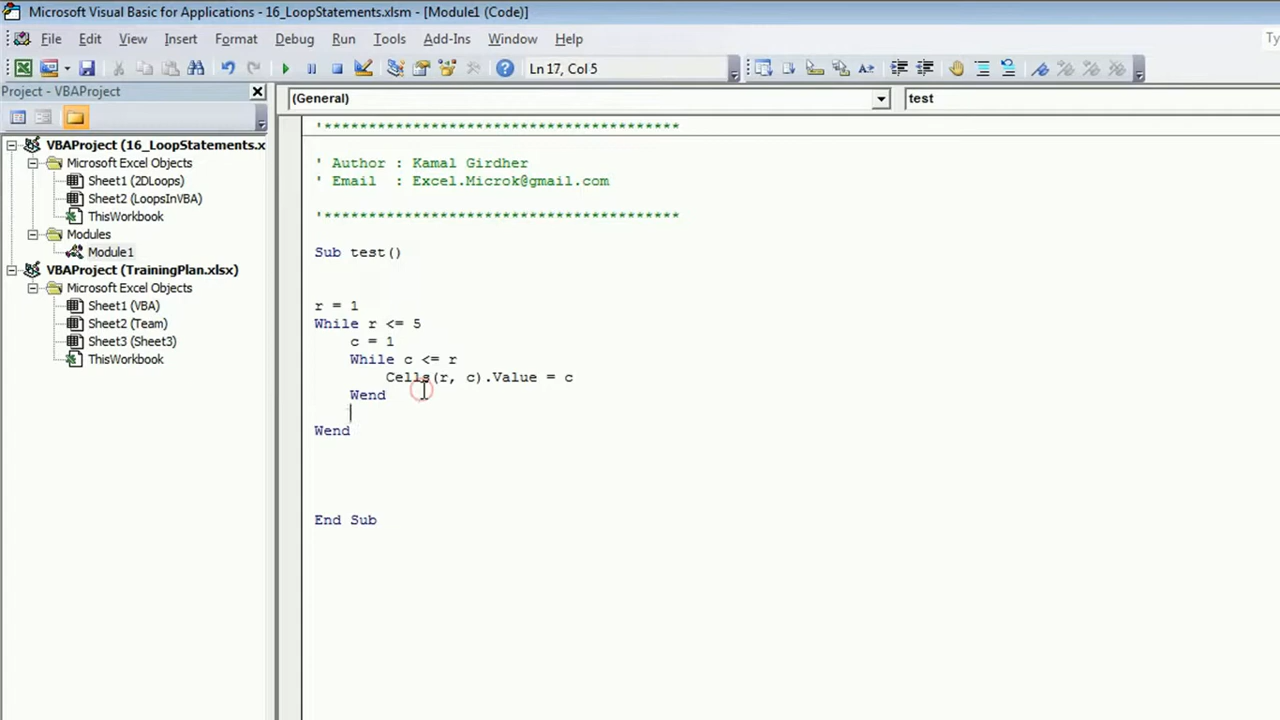 Microsoft Visual Basic for Applications - 16_LoopStatements.xlsm - [Module1 (Code)]
File Edit View Insert Format Debug Run Tools Add-Ins Window Help Ty
Ln 17, Col 5
Project - VBAProject
(General) test
VBAProject (16_LoopStatements.x
Microsoft Excel Objects
Sheet1 (2DLoops)
Sheet2 (LoopsInVBA)
ThisWorkbook
Modules
Module1
VBAProject (TrainingPlan.xlsx)
Microsoft Excel Objects
Sheet1 (VBA)
Sheet2 (Team)
Sheet3 (Sheet3)
ThisWorkbook
'****************************************
' Author : Kamal Girdher
' Email  : Excel.Microk@gmail.com
'****************************************
Sub test()
r = 1
While r <= 5
    c = 1
    While c <= r
        Cells(r, c).Value = c
    Wend
Wend
End Sub